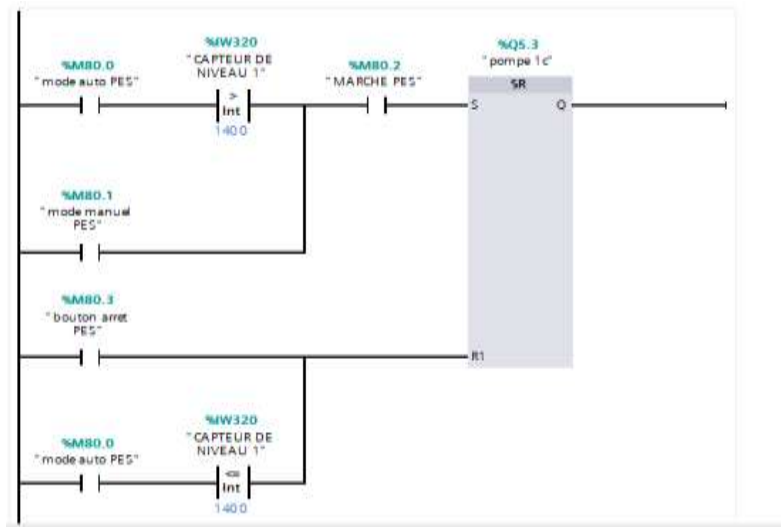 %M80.0
"mode auto PES"
%IW320
"CAPTEUR DE
NIVEAU 1"
>
Int
1400
%M80.2
"MARCHE PES"
%Q5.3
"pompe 1c"
SR
S
Q
%M80.1
"mode manuel
PES"
%M80.3
"bouton arret
PES"
R1
%M80.0
"mode auto PES"
%IW320
"CAPTEUR DE
NIVEAU 1"
<=
Int
1400